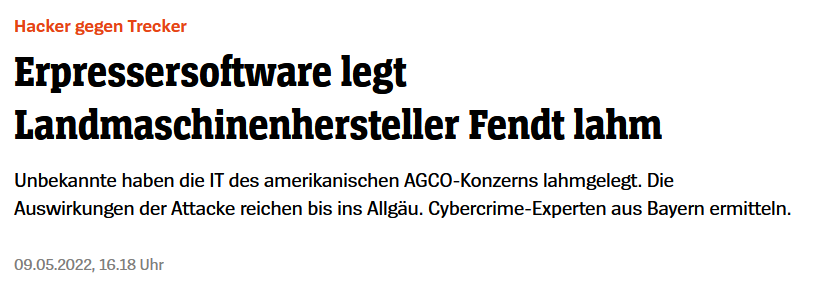 Hacker gegen Trecker
Erpressersoftware legt
Landmaschinenhersteller Fendt lahm
Unbekannte haben die IT des amerikanischen AGCO-Konzerns lahmgelegt. Die
Auswirkungen der Attacke reichen bis ins Allgäu. Cybercrime-Experten aus Bayern ermitteln.
09.05.2022, 16.18 Uhr